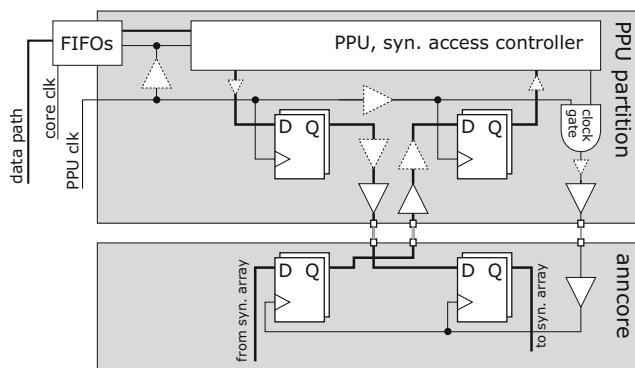 FIFOs
PPU, syn. access controller
PPU partition
data path
core clk
PPU clk
D Q
D Q
clock
gate
D Q
D Q
from syn. array
to syn. array
anncore